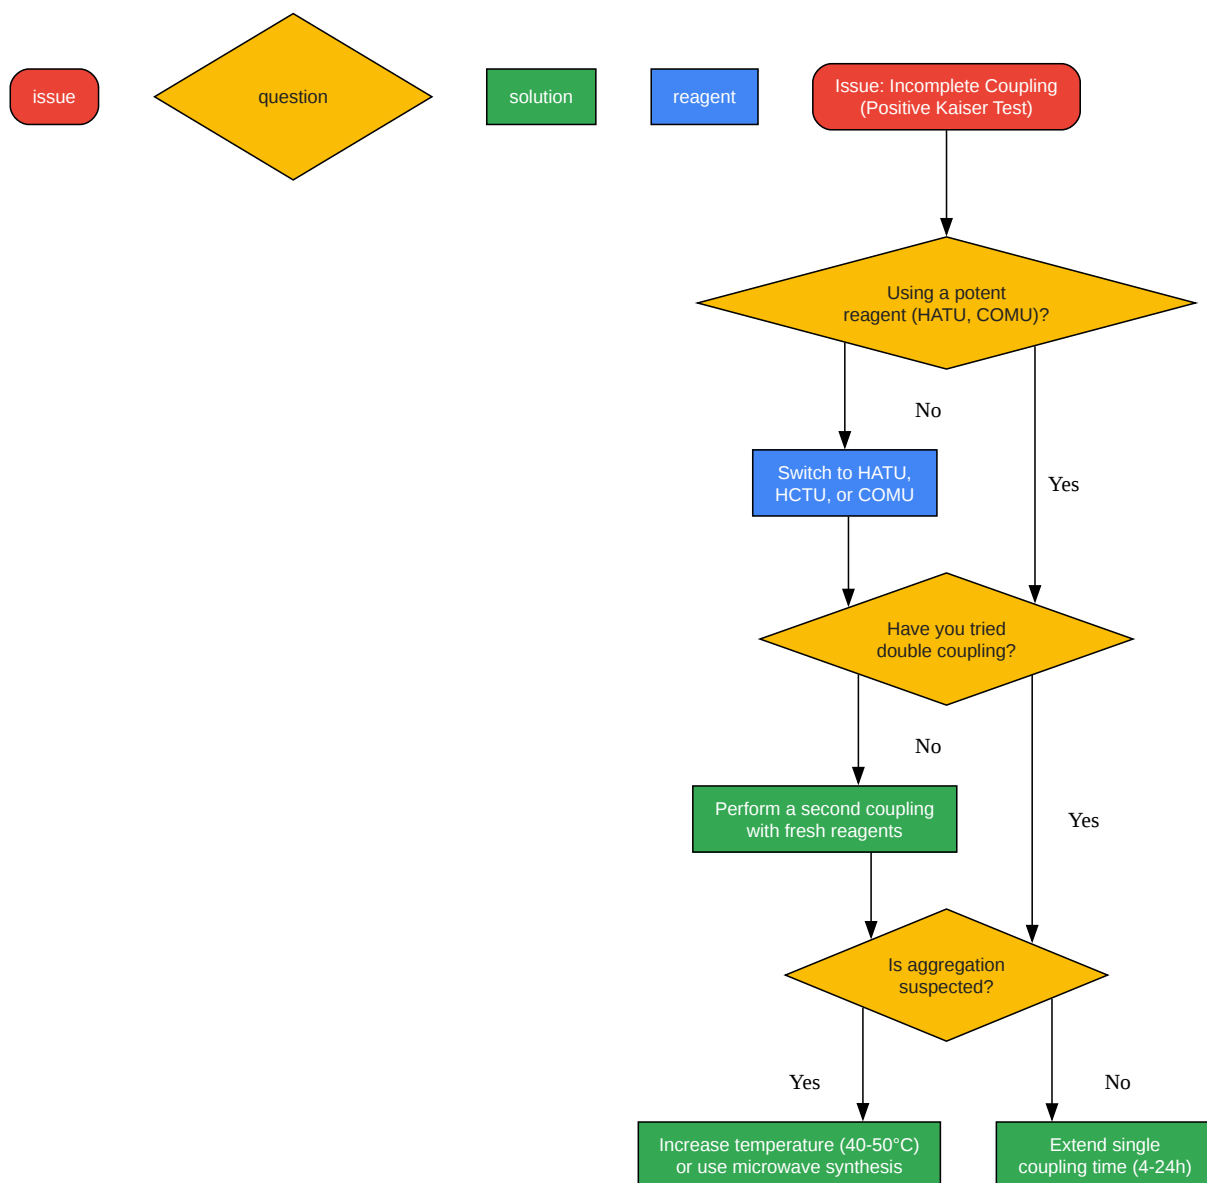 issue
question
solution
reagent
Issue: Incomplete Coupling
(Positive Kaiser Test)
Using a potent
reagent (HATU, COMU)?
No
Switch to HATU,
HCTU, or COMU
Yes
Have you tried
double coupling?
No
Perform a second coupling
with fresh reagents
Yes
Is aggregation
suspected?
Yes
No
Increase temperature (40-50°C)
or use microwave synthesis
Extend single
coupling time (4-24h)